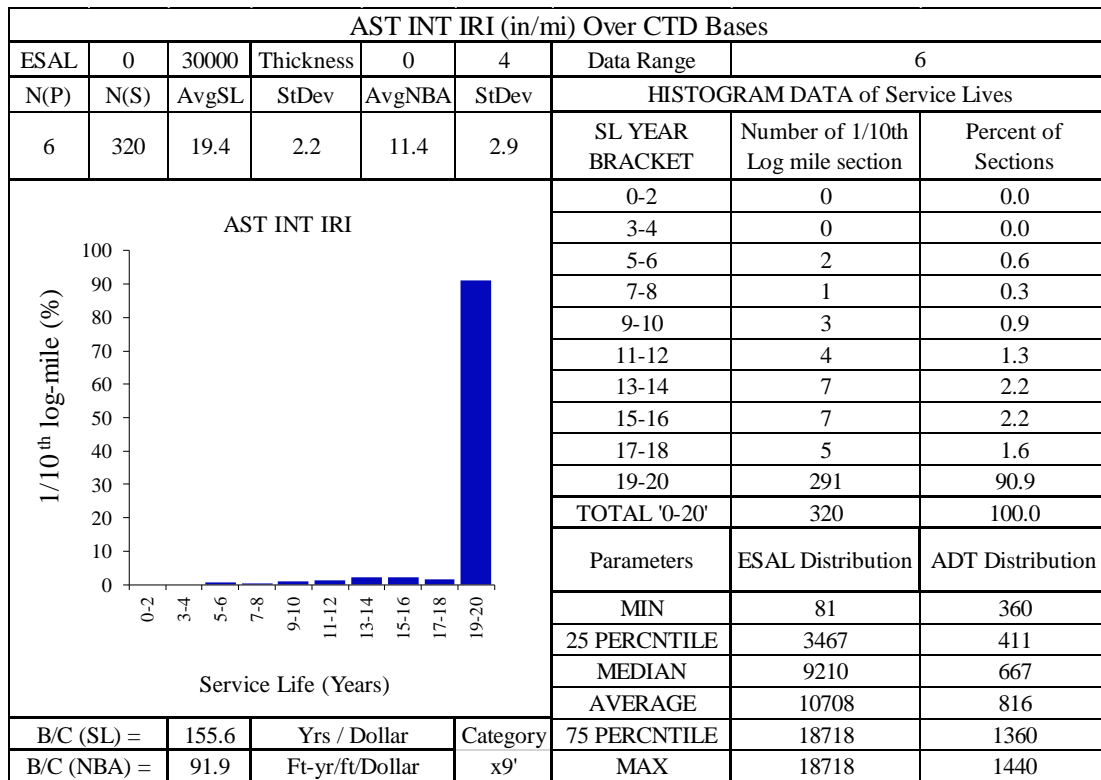 AST INT IRI (in/mi) Over CTD Bases
ESAL 0 30000 Thickness 0 4 Data Range 6
N(P) N(S) AvgSL StDev AvgNBA StDev HISTOGRAM DATA of Service Lives
6 320 19.4 2.2 11.4 2.9
SL YEAR BRACKET Number of 1/10th Log mile section Percent of Sections
0-2 0 0.0
3-4 0 0.0
5-6 2 0.6
7-8 1 0.3
9-10 3 0.9
11-12 4 1.3
13-14 7 2.2
15-16 7 2.2
17-18 5 1.6
19-20 291 90.9
TOTAL '0-20' 320 100.0
Parameters ESAL Distribution ADT Distribution
MIN 81 360
25 PERCNTILE 3467 411
MEDIAN 9210 667
AVERAGE 10708 816
75 PERCNTILE 18718 1360
MAX 18718 1440
AST INT IRI
1/10 th log-mile (%)
100
90
80
70
60
50
40
30
20
10
0
0-2 3-4 5-6 7-8 9-10 11-12 13-14 15-16 17-18 19-20
Service Life (Years)
B/C (SL) = 155.6 Yrs / Dollar Category
B/C (NBA) = 91.9 Ft-yr/ft/Dollar x9'